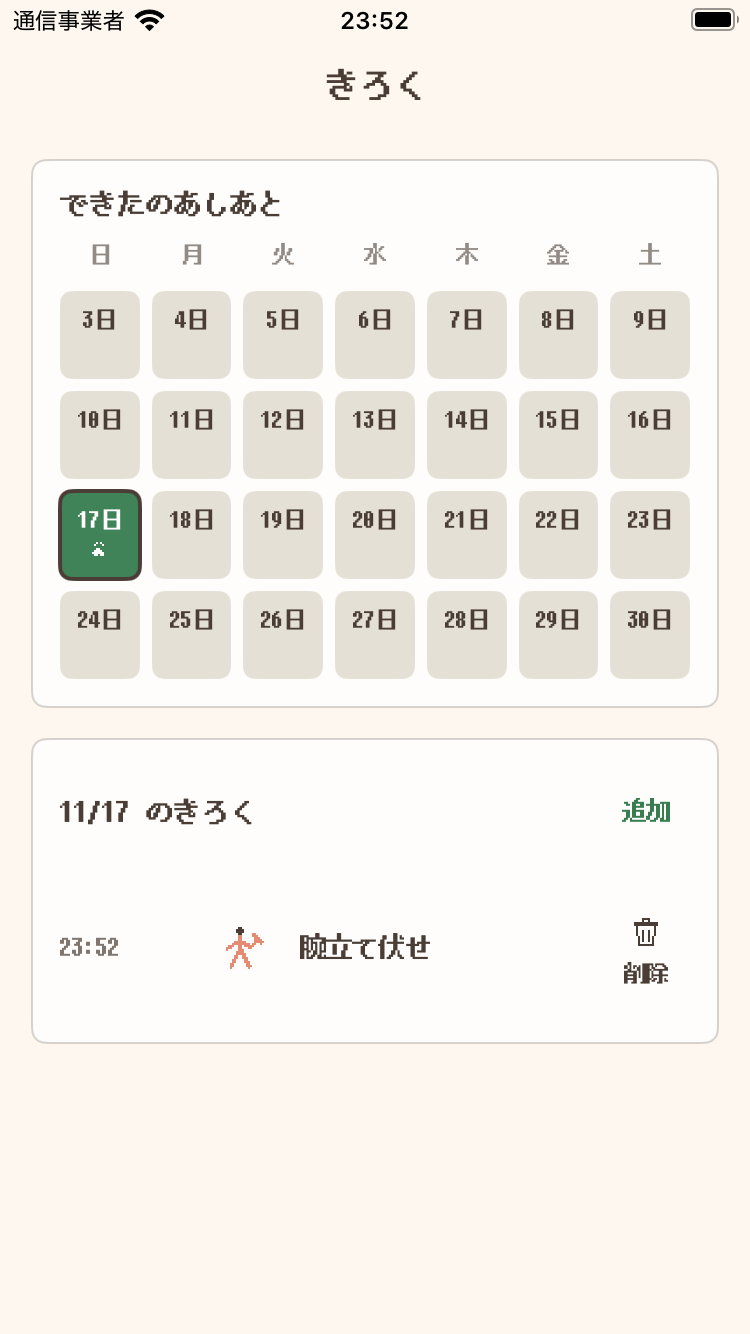 通信事業者 23:52
きろく
できたのあしあと
日 月 火 水 木 金 土
3日 4日 5日 6日 7日 8日 9日
10日 11日 12日 13日 14日 15日 16日
17日 18日 19日 20日 21日 22日 23日
24日 25日 26日 27日 28日 29日 30日
11/17 のきろく 追加
23:52 腕立て伏せ
削除